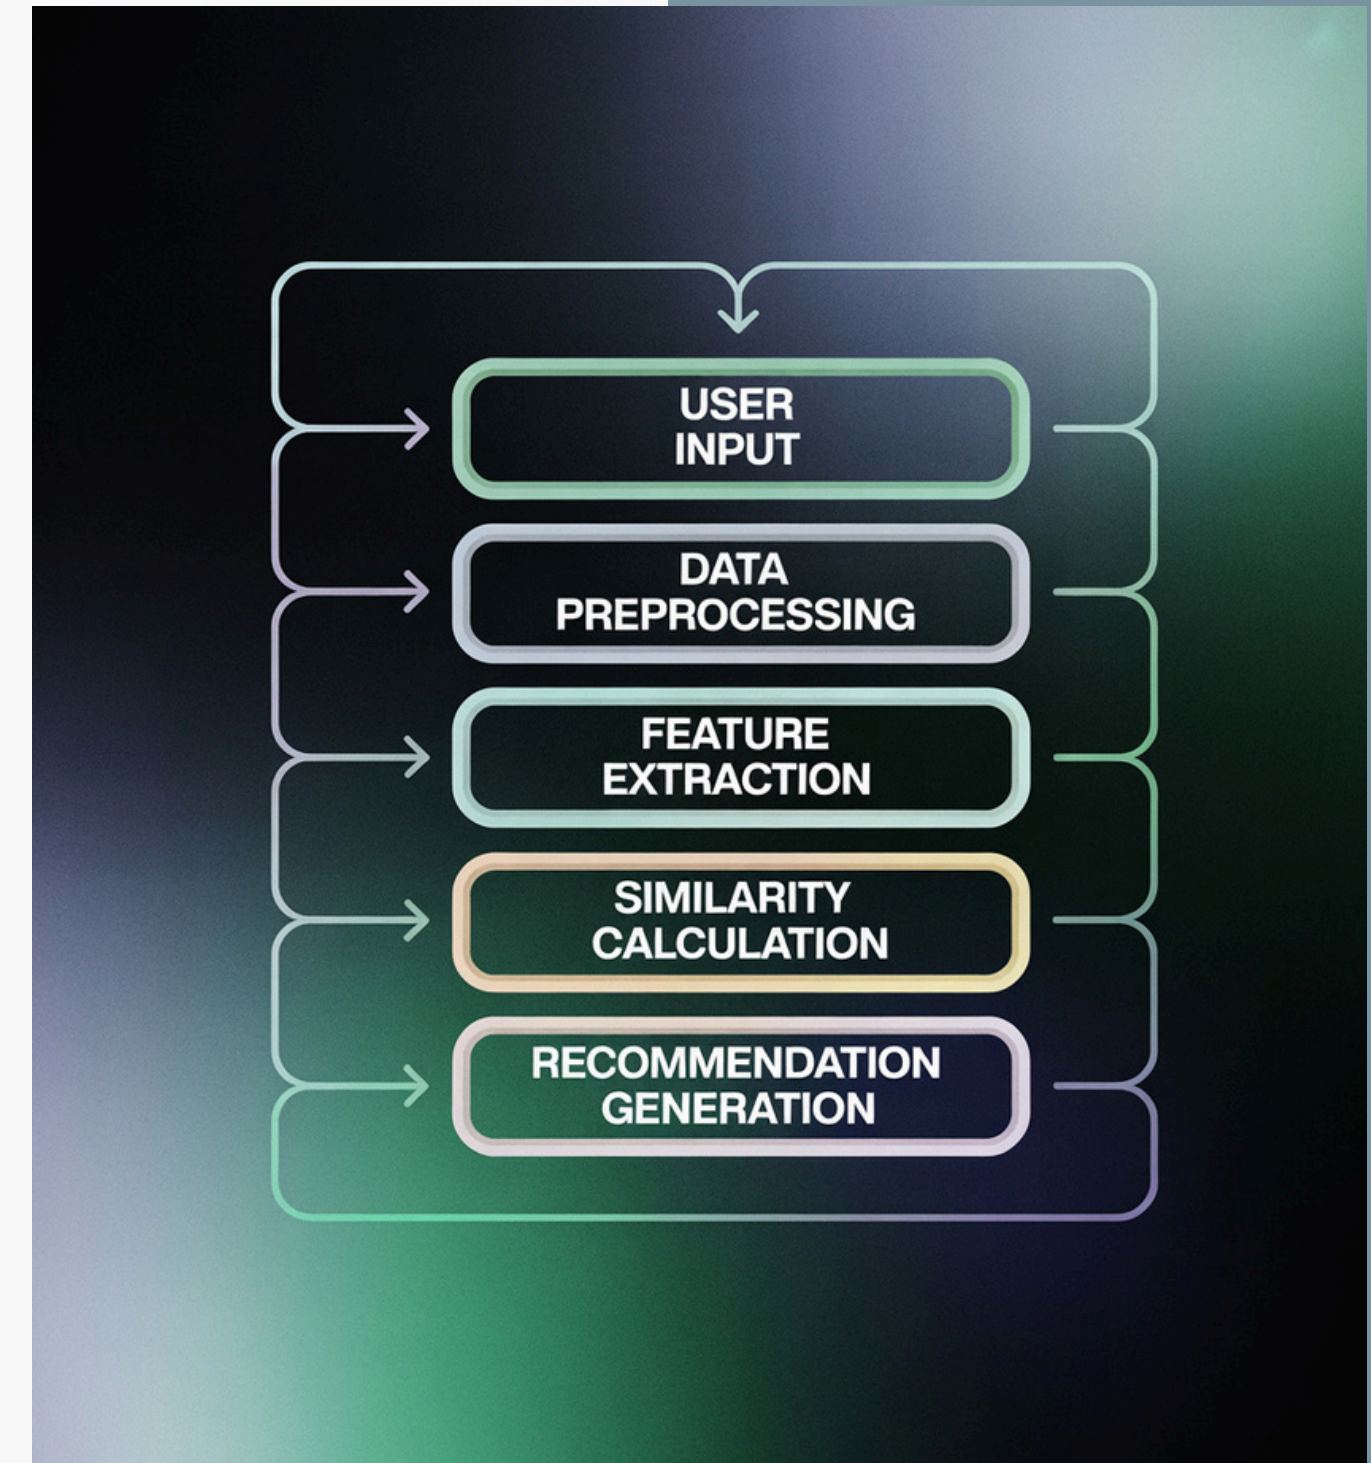 USER
INPUT
DATA
PREPROCESSING
FEATURE
EXTRACTION
SIMILARITY
CALCULATION
RECOMMENDATION
GENERATION